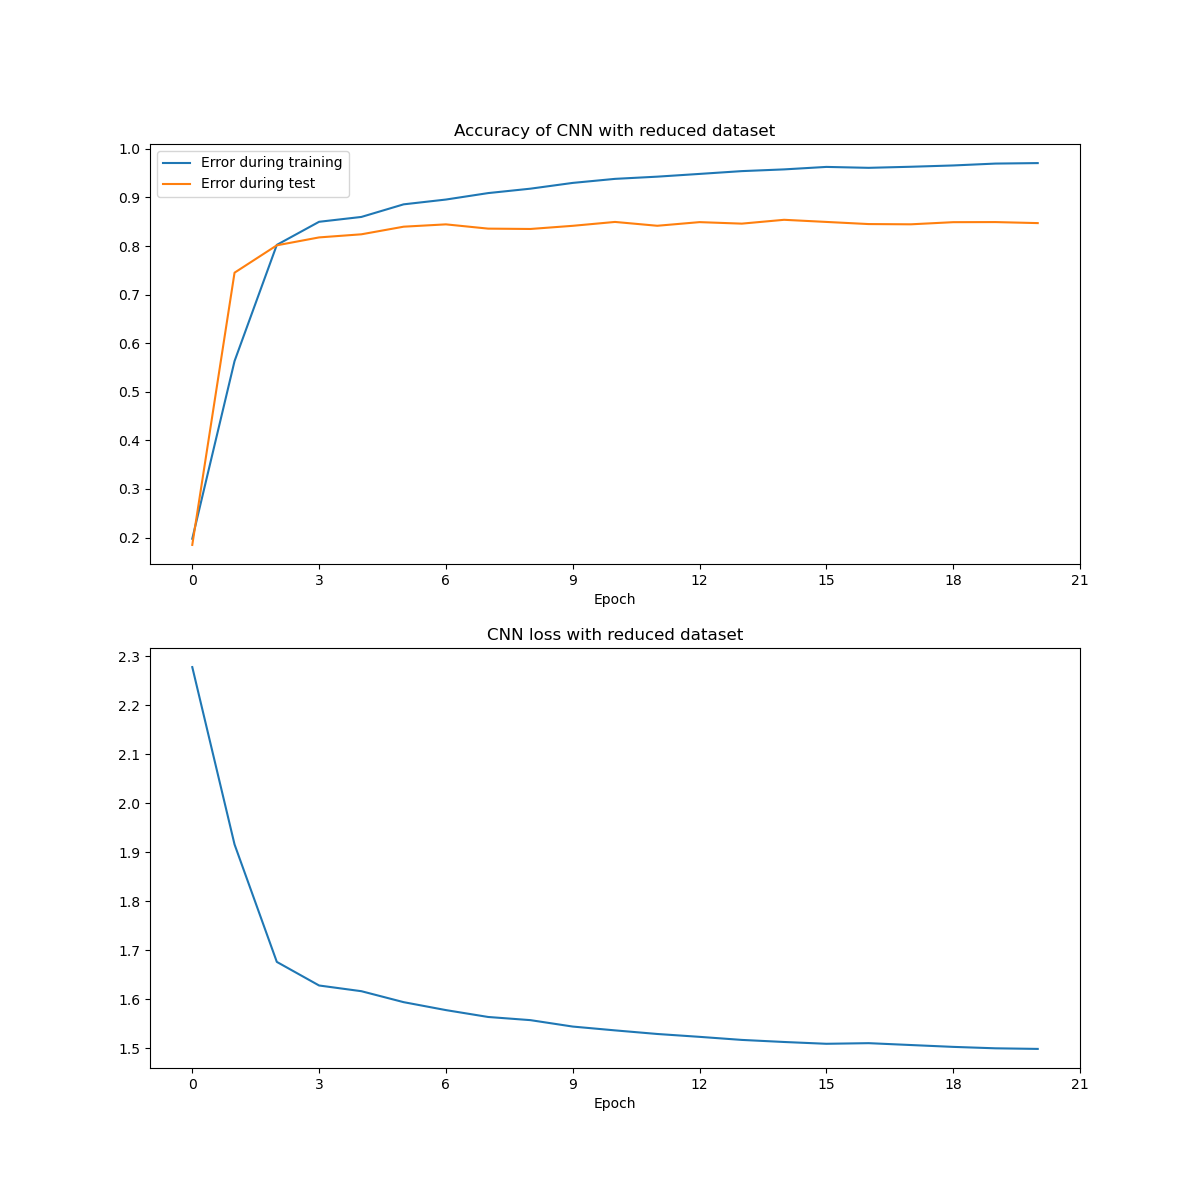 Accuracy of CNN with reduced dataset
1.0
0.9
0.8
0.7
0.6
0.5
0.4
0.3
0.2
Error during training
Error during test
0 3 6 9 12 15 18 21
Epoch
CNN loss with reduced dataset
2.3
2.2
2.1
2.0
1.9
1.8
1.7
1.6
1.5
0 3 6 9 12 15 18 21
Epoch